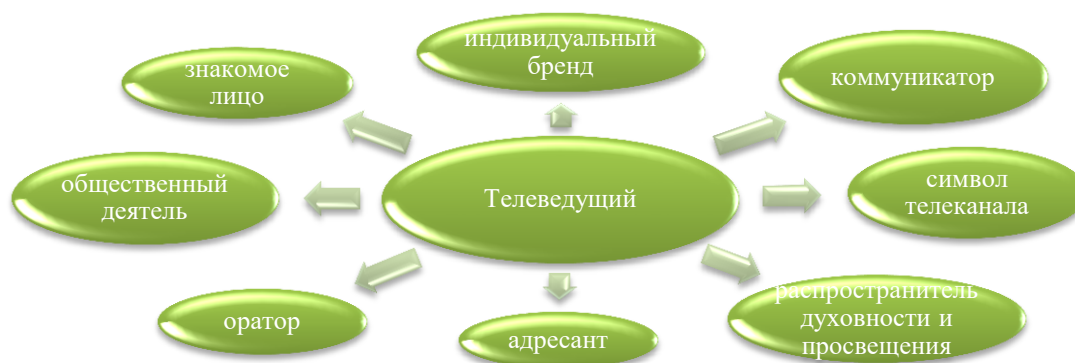 индивидуальный
бренд
знакомое
лицо
коммуникатор
общественный
деятель
Телеведущий
символ
телеканала
оратор
адресант
распространитель
духовности и
просвещения